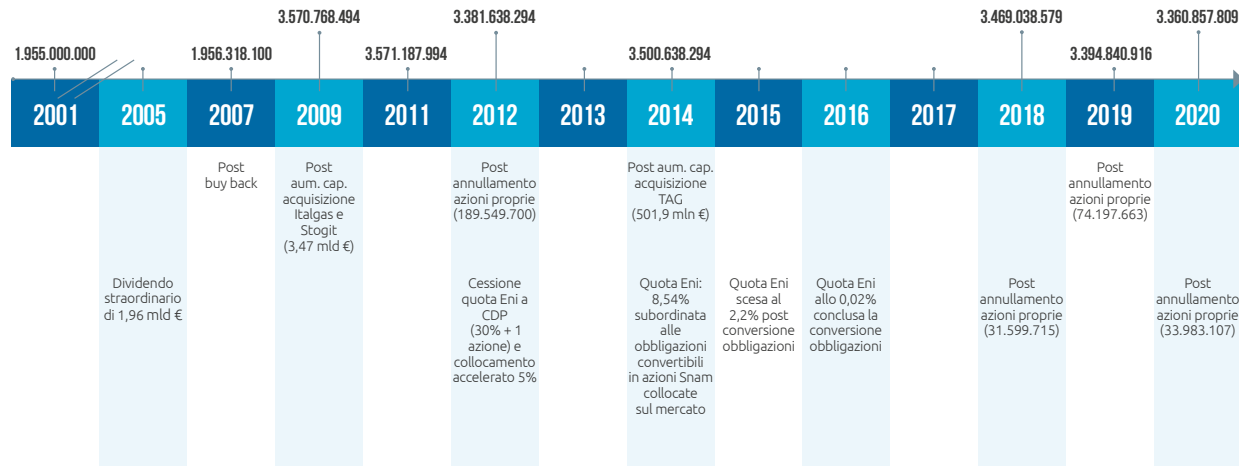 3.570.768.494
3.381.638.294
3.469.038.579
3.360.857.809
1.955.000.000
1.956.318.100
3.571.187.994
3.500.638.294
3.394.840.916
2001
2005
2007
2009
2011
2012
2013
2014
2015
2016
2017
2018
2019
2020
Post
buy back
Post
aum. cap.
acquisizione
Italgas e
Stogit
(3,47 mld €)
Post
annullamento
azioni proprie
(189.549.700)
Post aum. cap.
acquisizione
TAG
(501,9 mln €)
Post
annullamento
azioni proprie
(74.197.663)
Dividendo
straordinario
di 1,96 mld €
Cessione
quota Eni a
CDP
(30% + 1
azione) e
collocamento
accelerato 5%
Quota Eni:
8,54%
subordinata
alle
obbligazioni
convertibili
in azioni Snam
collocate
sul mercato
Quota Eni
scesa al
2,2% post
conversione
obbligazioni
Quota Eni
allo 0,02%
conclusa la
conversione
obbligazioni
Post
annullamento
azioni proprie
(31.599.715)
Post
annullamento
azioni proprie
(33.983.107)